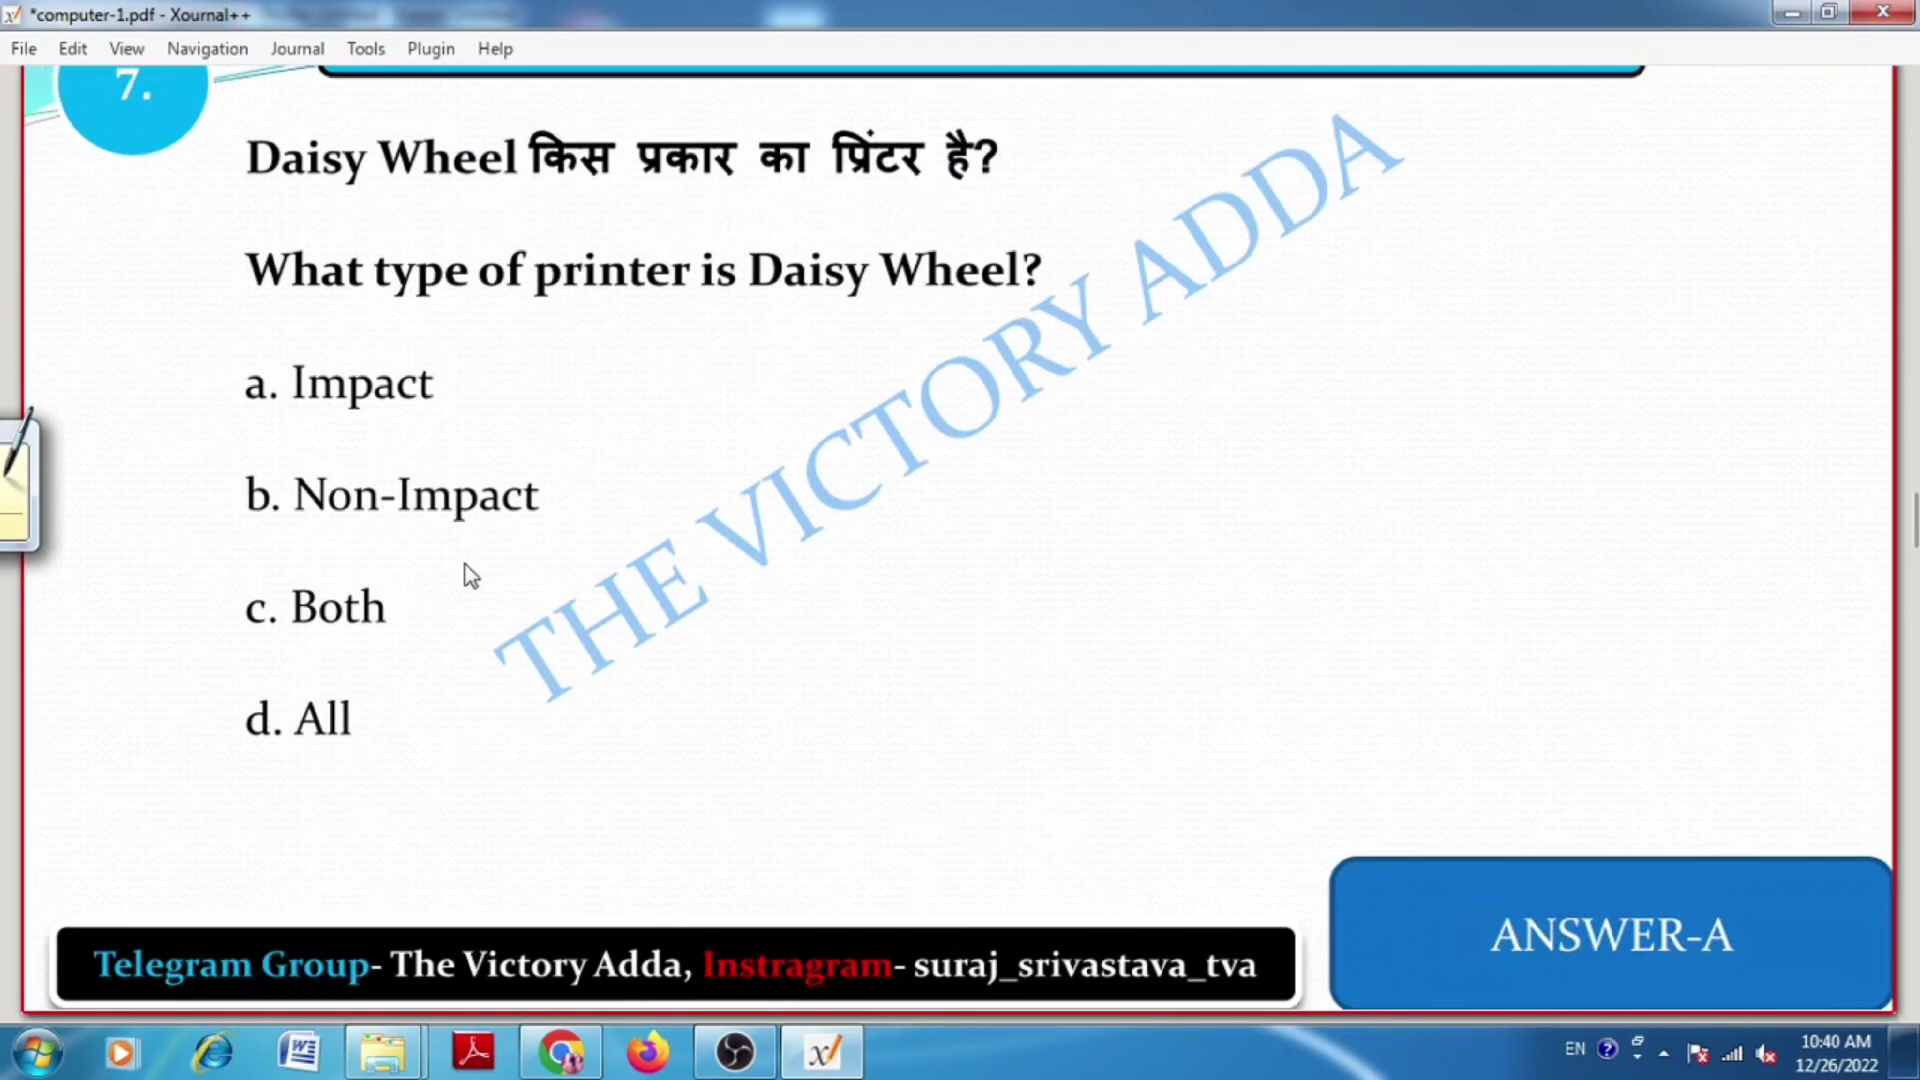 *computer-1.pdf - Xournal++
File Edit View Navigation Journal Tools Plugin Help
7.
Daisy Wheel किस प्रकार का प्रिंटर है?
What type of printer is Daisy Wheel?
a. Impact
b. Non-Impact
c. Both
d. All
THE VICTORY ADDA
ANSWER-A
Telegram Group- The Victory Adda, Instragram- suraj_srivastava_tva
EN
10:40 AM
12/26/2022